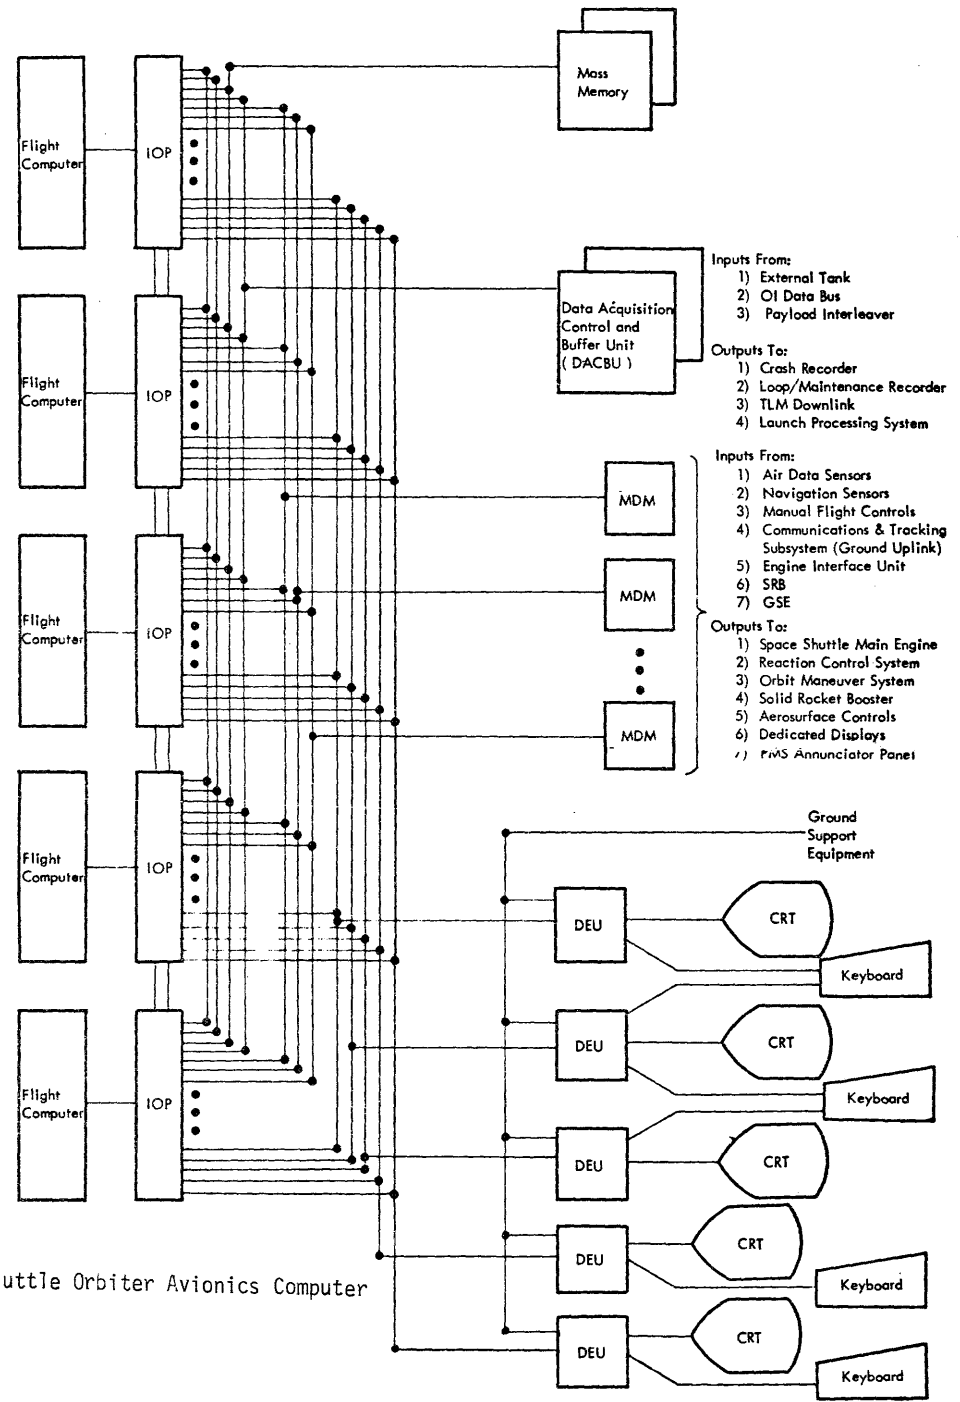 Mass
Memory
Flight
Computer
IOP
Flight
Computer
IOP
Data Acquisition
Control and
Buffer Unit
( DACBU )
Inputs From:
1) External Tank
2) OI Data Bus
3) Payload Interleaver
Outputs To:
1) Crash Recorder
2) Loop/Maintenance Recorder
3) TLM Downlink
4) Launch Processing System
Flight
Computer
IOP
MDM
MDM
MDM
Inputs From:
1) Air Data Sensors
2) Navigation Sensors
3) Manual Flight Controls
4) Communications & Tracking
Subsystem (Ground Uplink)
5) Engine Interface Unit
6) SRB
7) GSE
Outputs To:
1) Space Shuttle Main Engine
2) Reaction Control System
3) Orbit Maneuver System
4) Solid Rocket Booster
5) Aerosurface Controls
6) Dedicated Displays
7) PMS Annunciator Panel
Flight
Computer
IOP
Ground
Support
Equipment
DEU
CRT
Keyboard
Flight
Computer
IOP
DEU
CRT
Keyboard
DEU
CRT
DEU
CRT
Keyboard
DEU
CRT
Keyboard
uttle Orbiter Avionics Computer